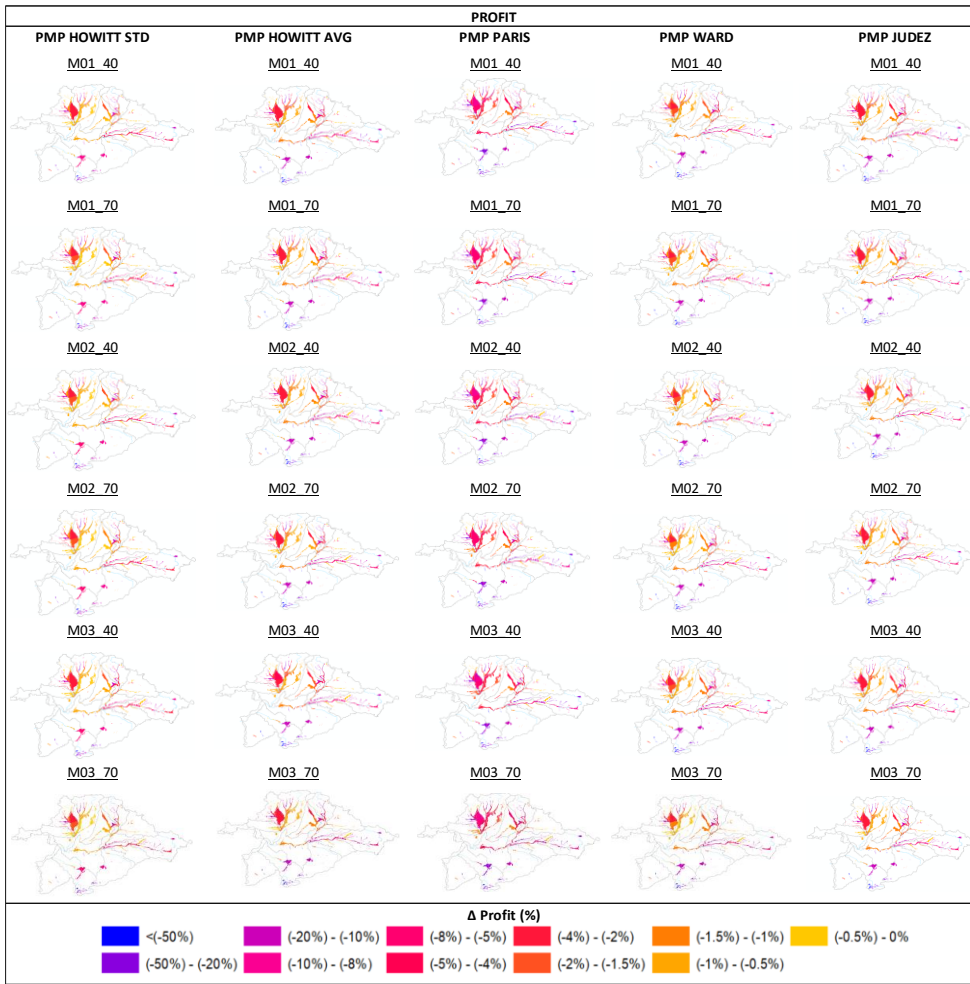 PROFIT
PMP HOWITT STD PMP HOWITT AVG PMP PARIS PMP WARD PMP JUDEZ
M01_40 M01_40 M01_40 M01_40 M01_40
M01_70 M01_70 M01_70 M01_70 M01_70
M02_40 M02_40 M02_40 M02_40 M02_40
M02_70 M02_70 M02_70 M02_70 M02_70
M03_40 M03_40 M03_40 M03_40 M03_40
M03_70 M03_70 M03_70 M03_70 M03_70
Δ Profit (%)
<(-50%) (-20%) - (-10%) (-8%) - (-5%) (-4%) - (-2%) (-1.5%) - (-1%) (-0.5%) - 0%
(-50%) - (-20%) (-10%) - (-8%) (-5%) - (-4%) (-2%) - (-1.5%) (-1%) - (-0.5%)